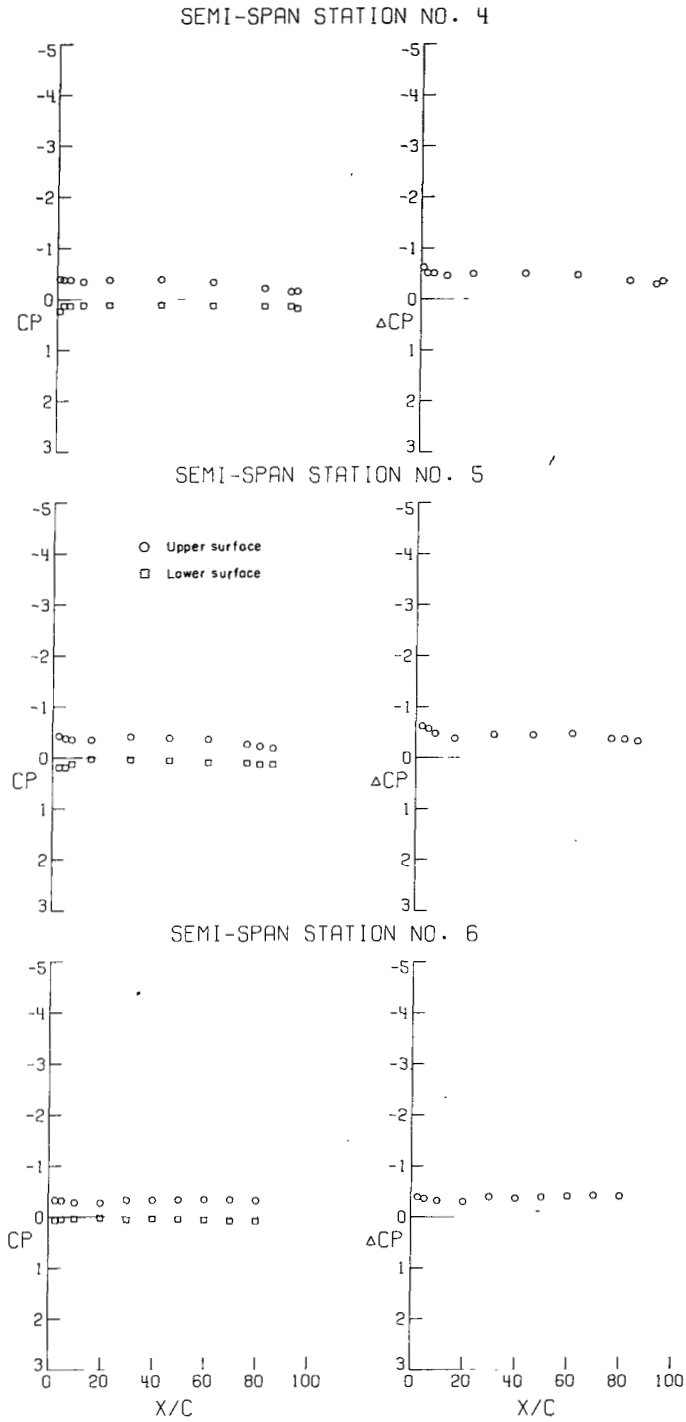 SEMI-SPAN STATION NO. 4
-5 -5
-4 -4
-3 -3
-2 -2
-1 -1
0 0
CP ΔCP
1 1
2 2
3 3
SEMI-SPAN STATION NO. 5
-5 -5
○ Upper surface
-4 -4
□ Lower surface
-3 -3
-2 -2
-1 -1
0 0
CP ΔCP
1 1
2 2
3 3
SEMI-SPAN STATION NO. 6
-5 -5
-4 -4
-3 -3
-2 -2
-1 -1
0 0
CP ΔCP
1 1
2 2
3 3
0 20 40 60 80 100 0 20 40 60 80 100
X/C X/C